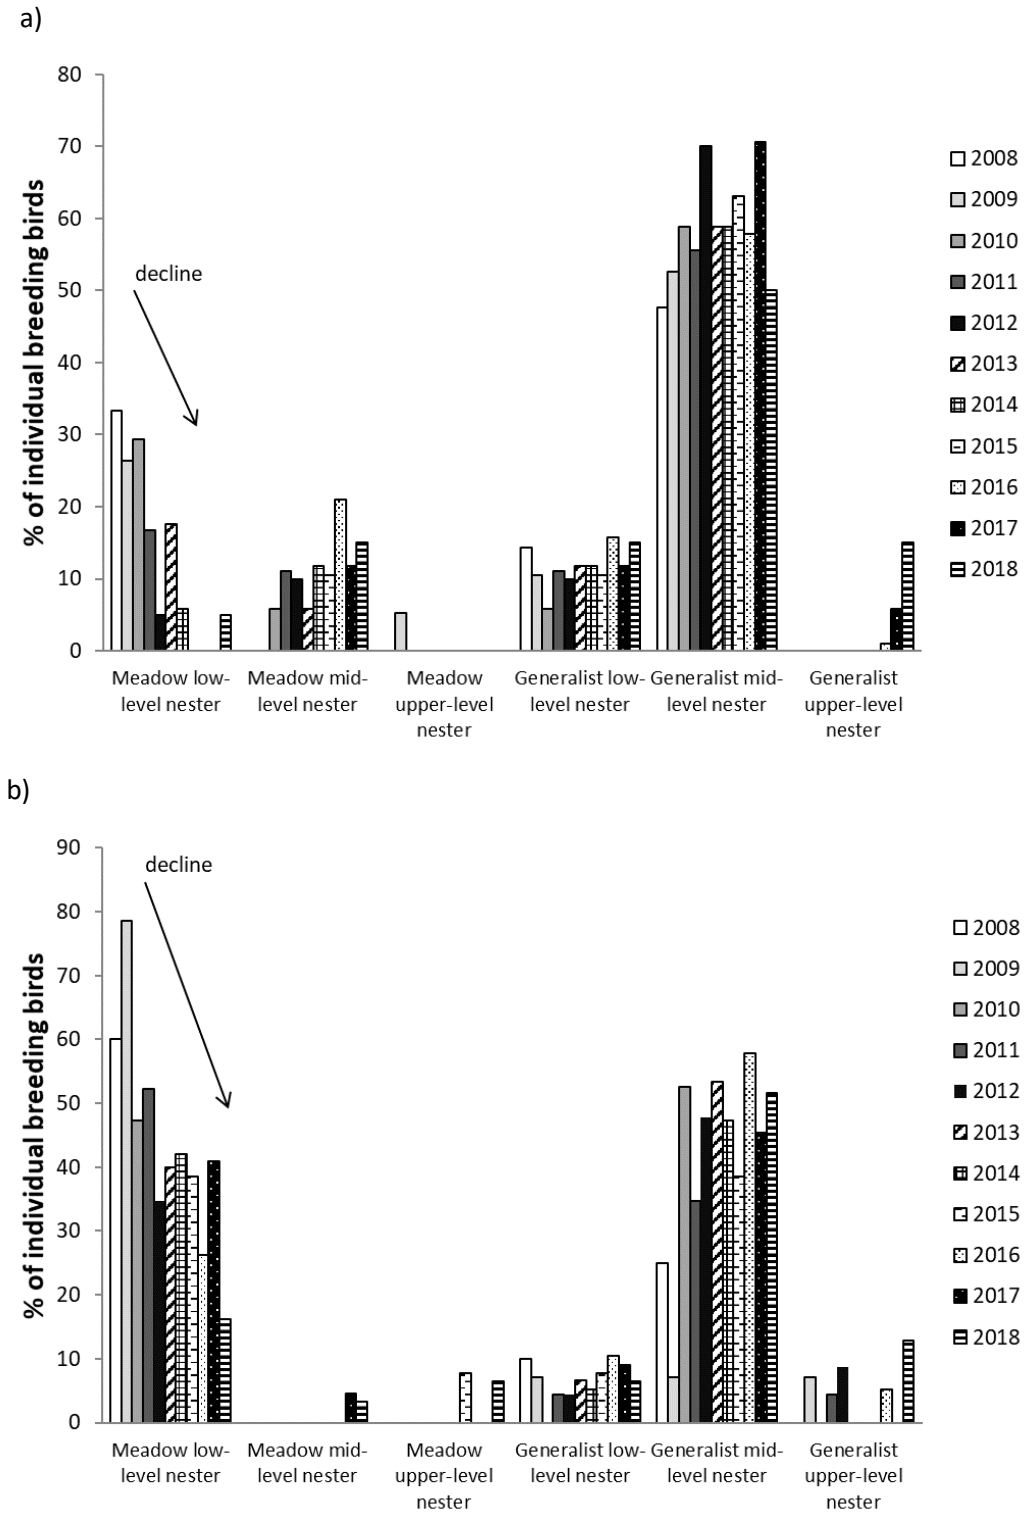 a)
80
70
60
50
40
30
20
10
0
% of individual breeding birds
decline
Meadow low-
level nester
Meadow mid-
level nester
Meadow
upper-level
nester
Generalist low-
level nester
Generalist mid-
level nester
Generalist
upper-level
nester
2008
2009
2010
2011
2012
2013
2014
2015
2016
2017
2018
b)
90
80
70
60
50
40
30
20
10
0
% of individual breeding birds
decline
Meadow low-
level nester
Meadow mid-
level nester
Meadow
upper-level
nester
Generalist low-
level nester
Generalist mid-
level nester
Generalist
upper-level
nester
2008
2009
2010
2011
2012
2013
2014
2015
2016
2017
2018